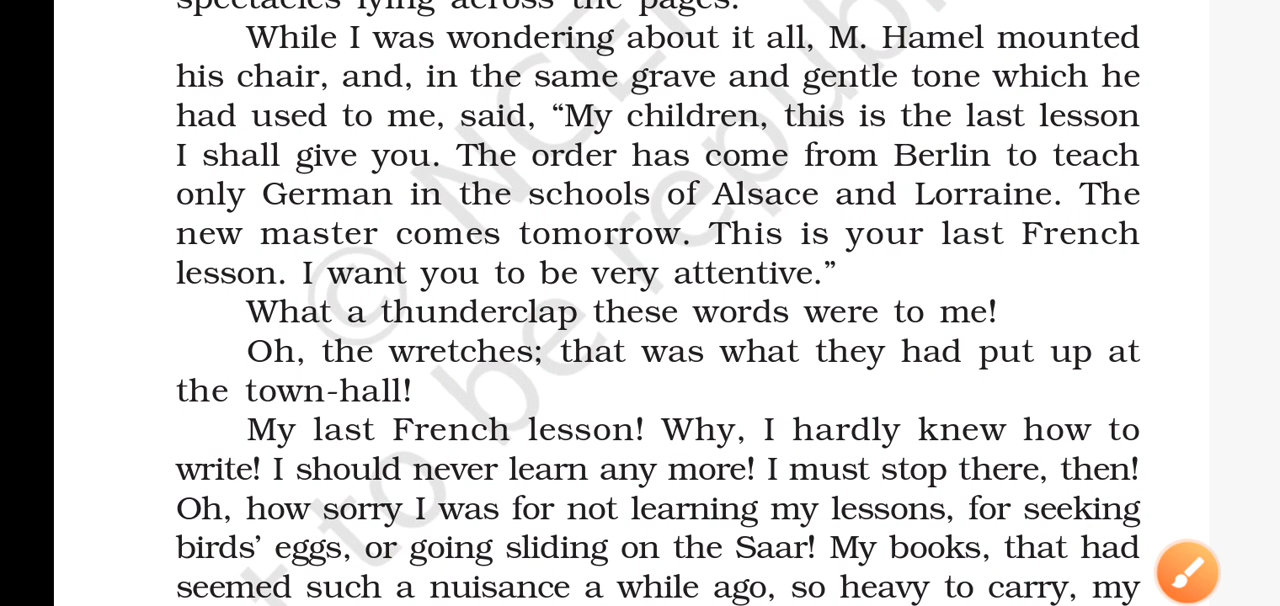 spectacles lying across the pages.
While I was wondering about it all, M. Hamel mounted
his chair, and, in the same grave and gentle tone which he
had used to me, said, “My children, this is the last lesson
I shall give you. The order has come from Berlin to teach
only German in the schools of Alsace and Lorraine. The
new master comes tomorrow. This is your last French
lesson. I want you to be very attentive.”
What a thunderclap these words were to me!
Oh, the wretches; that was what they had put up at
the town-hall!
My last French lesson! Why, I hardly knew how to
write! I should never learn any more! I must stop there, then!
Oh, how sorry I was for not learning my lessons, for seeking
birds’ eggs, or going sliding on the Saar! My books, that had
seemed such a nuisance a while ago, so heavy to carry, my